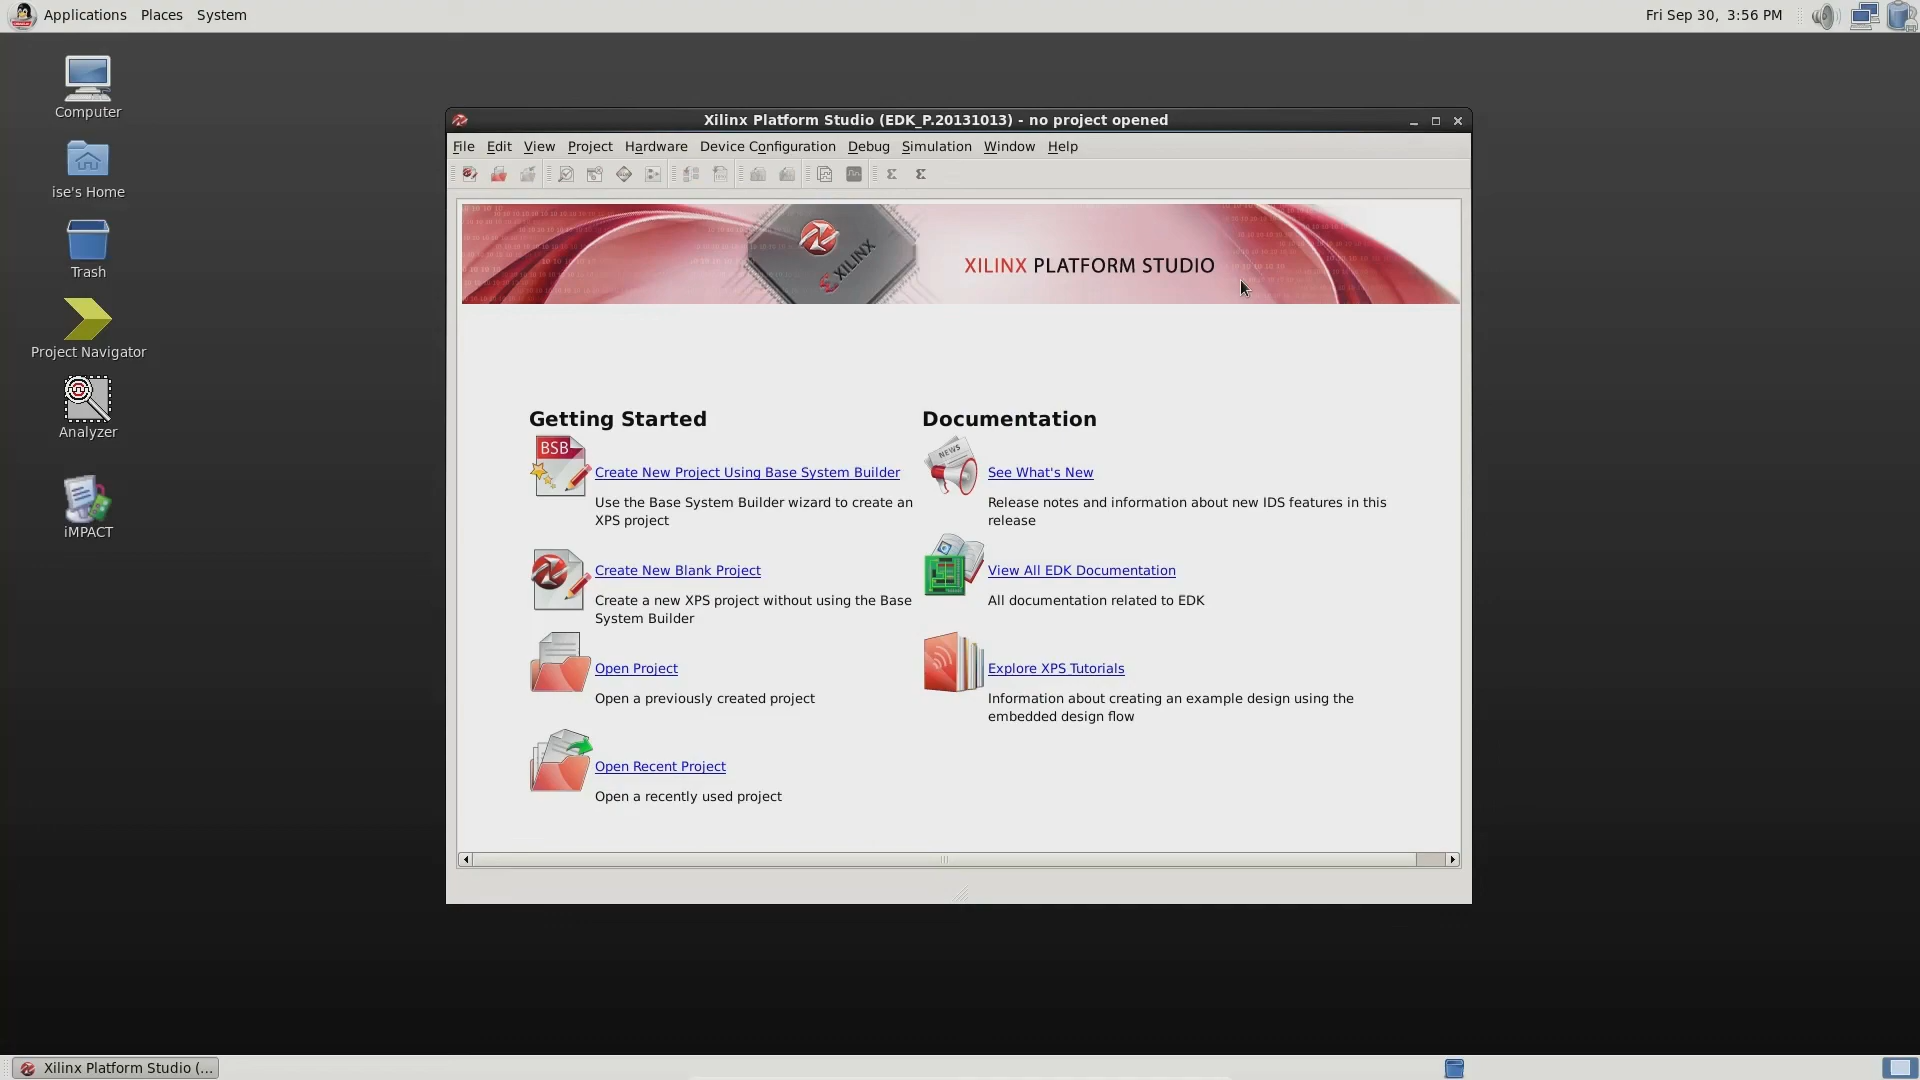 Applications Places System
Fri Sep 30, 3:56 PM
Computer
ise's Home
Trash
Project Navigator
Analyzer
iMPACT
Xilinx Platform Studio (EDK_P.20131013) - no project opened
File Edit View Project Hardware Device Configuration Debug Simulation Window Help
XILINX
XILINX PLATFORM STUDIO
Getting Started
BSB
Create New Project Using Base System Builder
Use the Base System Builder wizard to create an
XPS project
Create New Blank Project
Create a new XPS project without using the Base
System Builder
Open Project
Open a previously created project
Open Recent Project
Open a recently used project
Documentation
NEWS
See What's New
Release notes and information about new IDS features in this
release
View All EDK Documentation
All documentation related to EDK
Explore XPS Tutorials
Information about creating an example design using the
embedded design flow
Xilinx Platform Studio (...